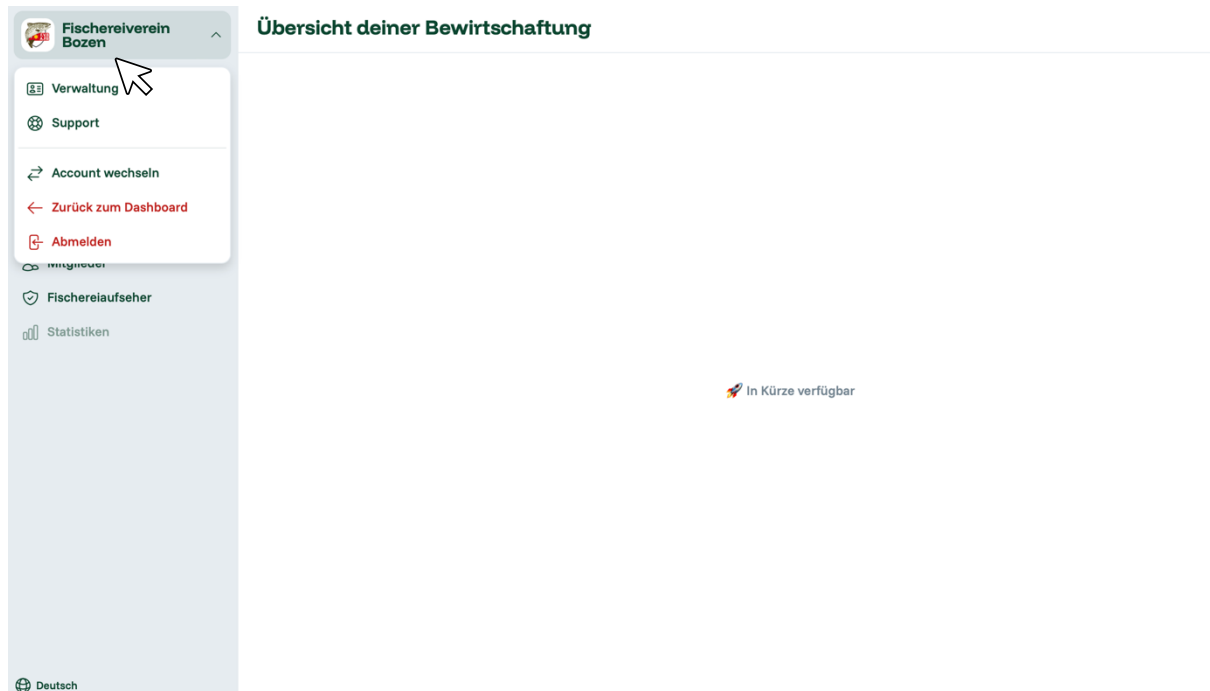 Fischereiverein
Bozen
Übersicht deiner Bewirtschaftung
Verwaltung
Support
Account wechseln
Zurück zum Dashboard
Abmelden
Mitglieder
Fischereiaufseher
Statistiken
🚀 In Kürze verfügbar
Deutsch